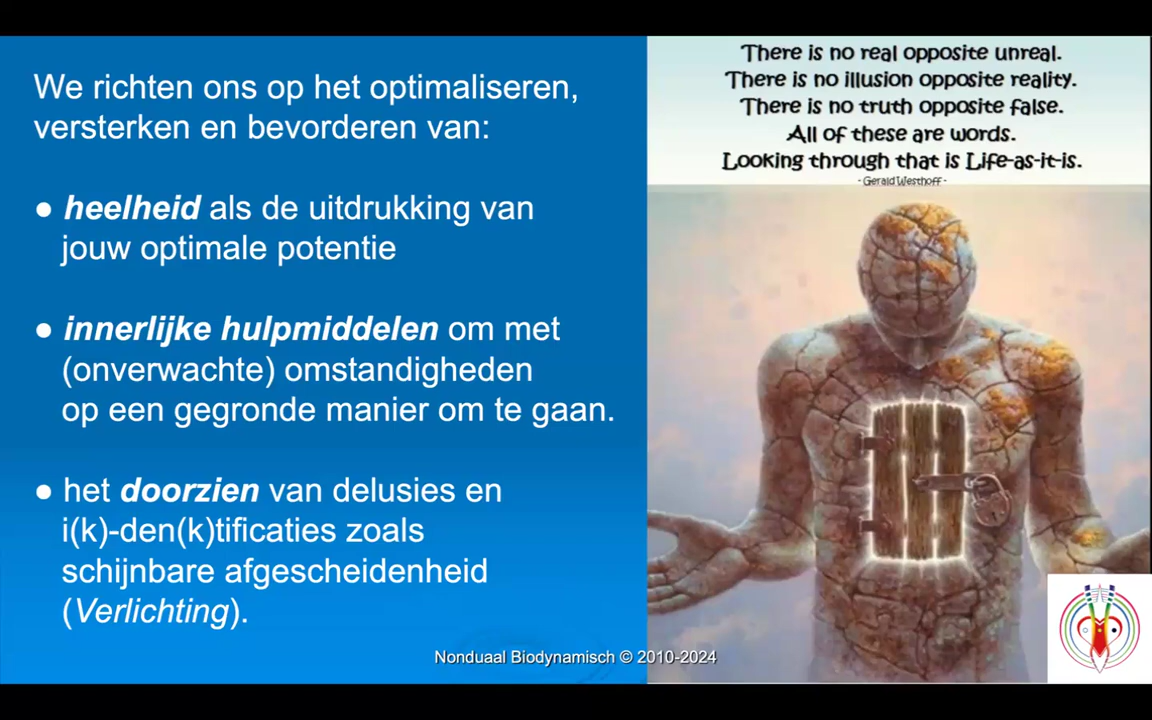 We richten ons op het optimaliseren,
versterken en bevorderen van:
● heelheid als de uitdrukking van
jouw optimale potentie
● innerlijke hulpmiddelen om met
(onverwachte) omstandigheden
op een gegronde manier om te gaan.
● het doorzien van delusies en
i(k)-den(k)tificaties zoals
schijnbare afgescheidenheid
(Verlichting).
There is no real opposite unreal.
There is no illusion opposite reality.
There is no truth opposite false.
All of these are words.
Looking through that is Life-as-it-is.
- Gerald Westhoff -
Nonduaal Biodynamisch © 2010-2024